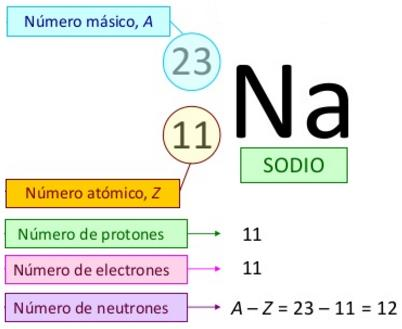 Número másico, A
23
Na
11
SODIO
Número atómico, Z
Número de protones 11
Número de electrones 11
Número de neutrones A – Z = 23 – 11 = 12